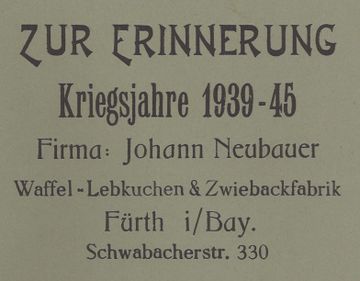 ZUR ERINNERUNG
Kriegsjahre 1939-45
Firma: Johann Neubauer
Waffel-Lebkuchen & Zwiebackfabrik
Fürth i/Bay.
Schwabacherstr. 330